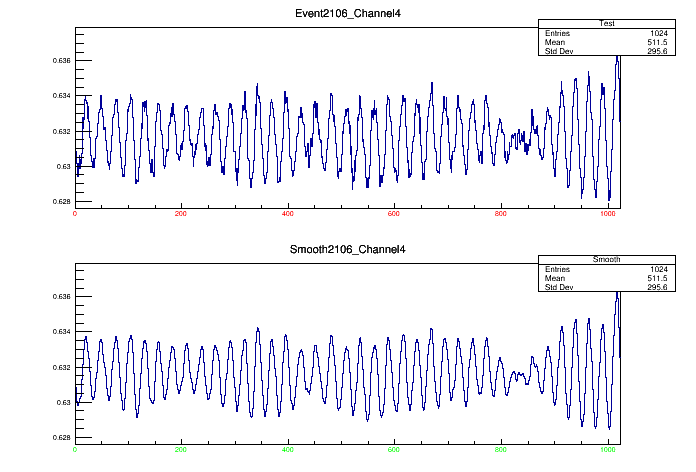 Event2106_Channel4
Test
Entries 1024
Mean 511.5
Std Dev 295.6
0.636
0.634
0.632
0.63
0.628
0 200 400 600 800 1000
Smooth2106_Channel4
Smooth
Entries 1024
Mean 511.5
Std Dev 295.6
0.636
0.634
0.632
0.63
0.628
0 200 400 600 800 1000